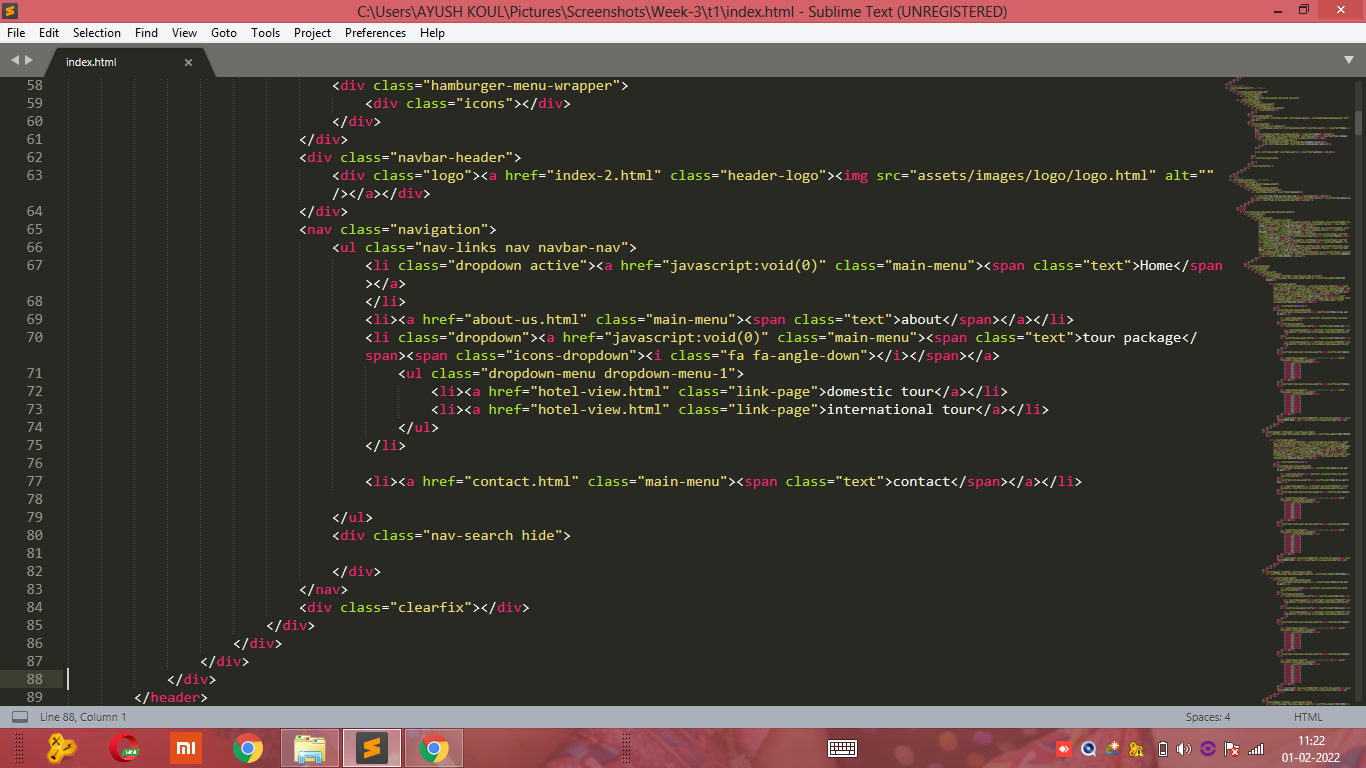 C:\Users\AYUSH KOUL\Pictures\Screenshots\Week-3\t1\index.html - Sublime Text (UNREGISTERED)
File Edit Selection Find View Goto Tools Project Preferences Help
index.html
58 <div class="hamburger-menu-wrapper">
59 <div class="icons"></div>
60 </div>
61 </div>
62 <div class="navbar-header">
63 <div class="logo"><a href="index-2.html" class="header-logo"><img src="assets/images/logo/logo.html" alt=""
/></a></div>
64 </div>
65 <nav class="navigation">
66 <ul class="nav-links nav navbar-nav">
67 <li class="dropdown active"><a href="javascript:void(0)" class="main-menu"><span class="text">Home</span
></a>
68 </li>
69 <li><a href="about-us.html" class="main-menu"><span class="text">about</span></a></li>
70 <li class="dropdown"><a href="javascript:void(0)" class="main-menu"><span class="text">tour package</
span><span class="icons-dropdown"><i class="fa fa-angle-down"></i></span></a>
71 <ul class="dropdown-menu dropdown-menu-1">
72 <li><a href="hotel-view.html" class="link-page">domestic tour</a></li>
73 <li><a href="hotel-view.html" class="link-page">international tour</a></li>
74 </ul>
75 </li>
76
77 <li><a href="contact.html" class="main-menu"><span class="text">contact</span></a></li>
78
79 </ul>
80 <div class="nav-search hide">
81
82 </div>
83 </nav>
84 <div class="clearfix"></div>
85 </div>
86 </div>
87 </div>
88 </div>
89 </header>
Line 88, Column 1
Spaces: 4
HTML
mi
11:22
01-02-2022